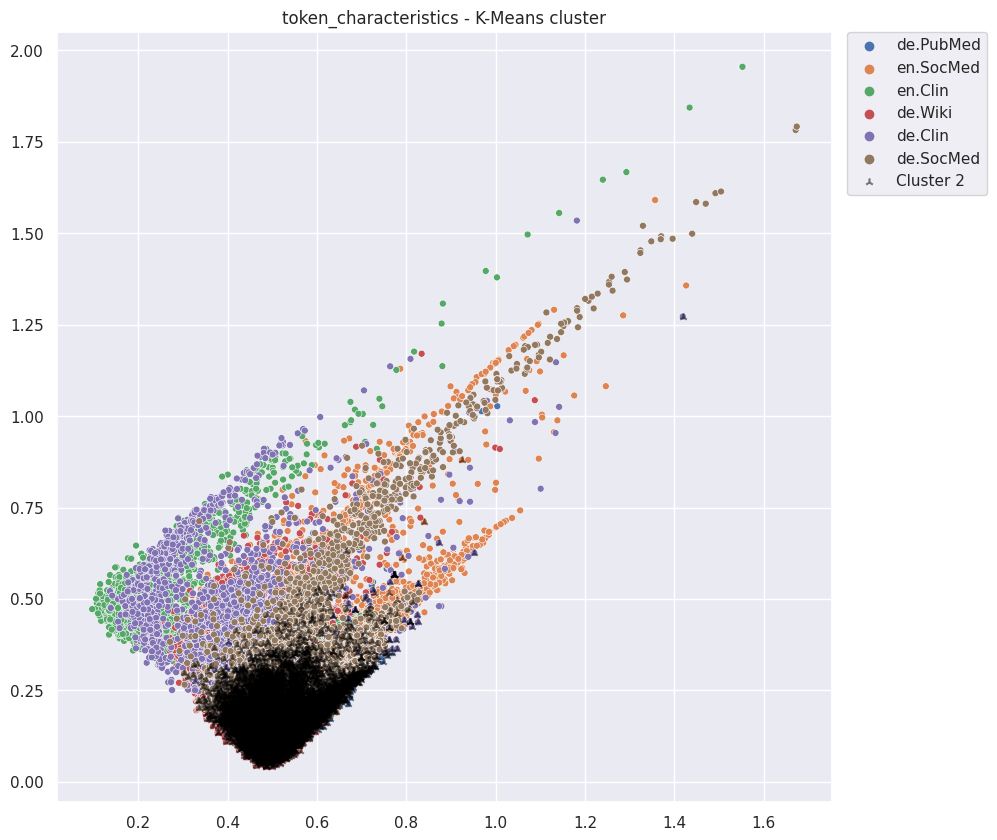 token_characteristics - K-Means cluster
2.00
1.75
1.50
1.25
1.00
0.75
0.50
0.25
0.00
0.2 0.4 0.6 0.8 1.0 1.2 1.4 1.6
de.PubMed
en.SocMed
en.Clin
de.Wiki
de.Clin
de.SocMed
Cluster 2